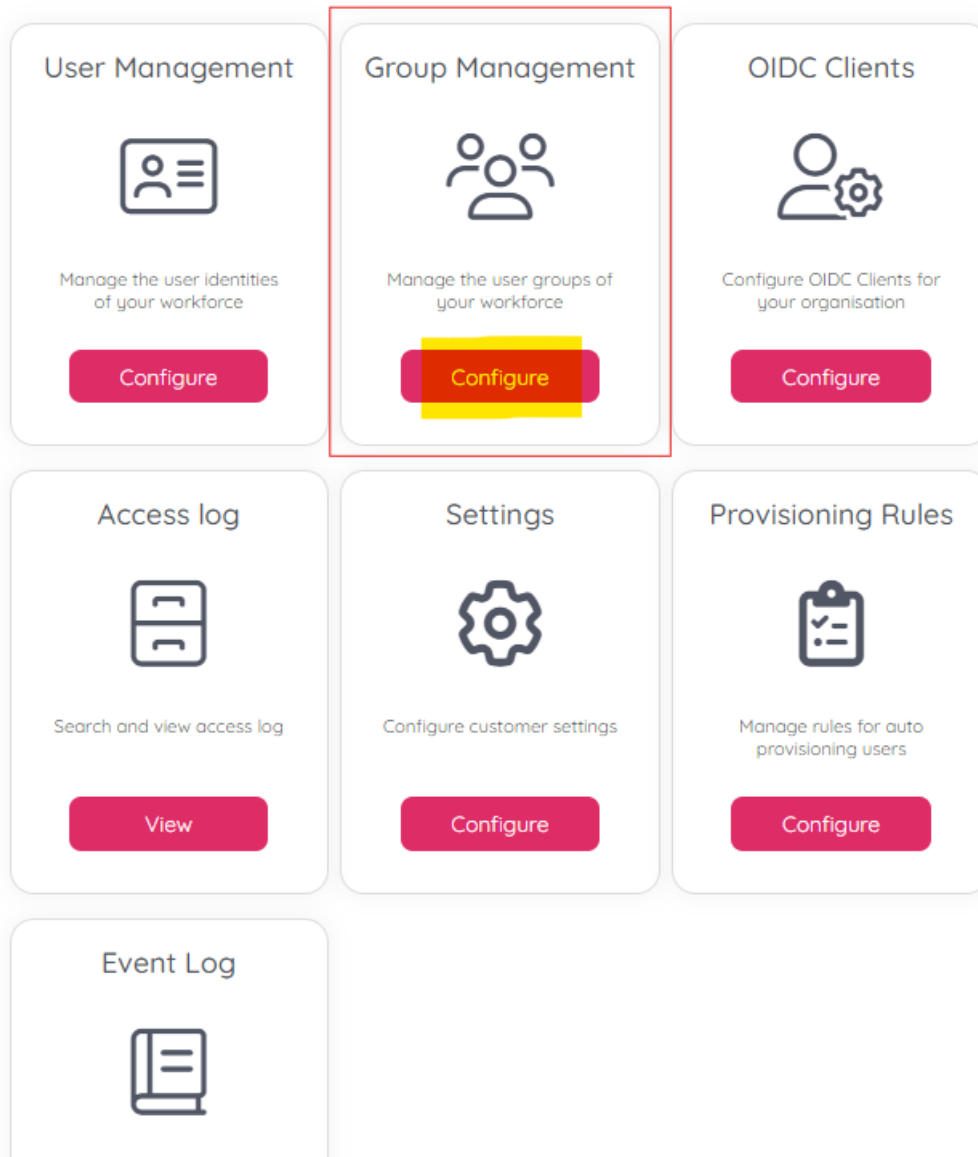 User Management
Manage the user identities
of your workforce
Configure
Group Management
Manage the user groups of
your workforce
Configure
OIDC Clients
Configure OIDC Clients for
your organisation
Configure
Access log
Search and view access log
View
Settings
Configure customer settings
Configure
Provisioning Rules
Manage rules for auto
provisioning users
Configure
Event Log